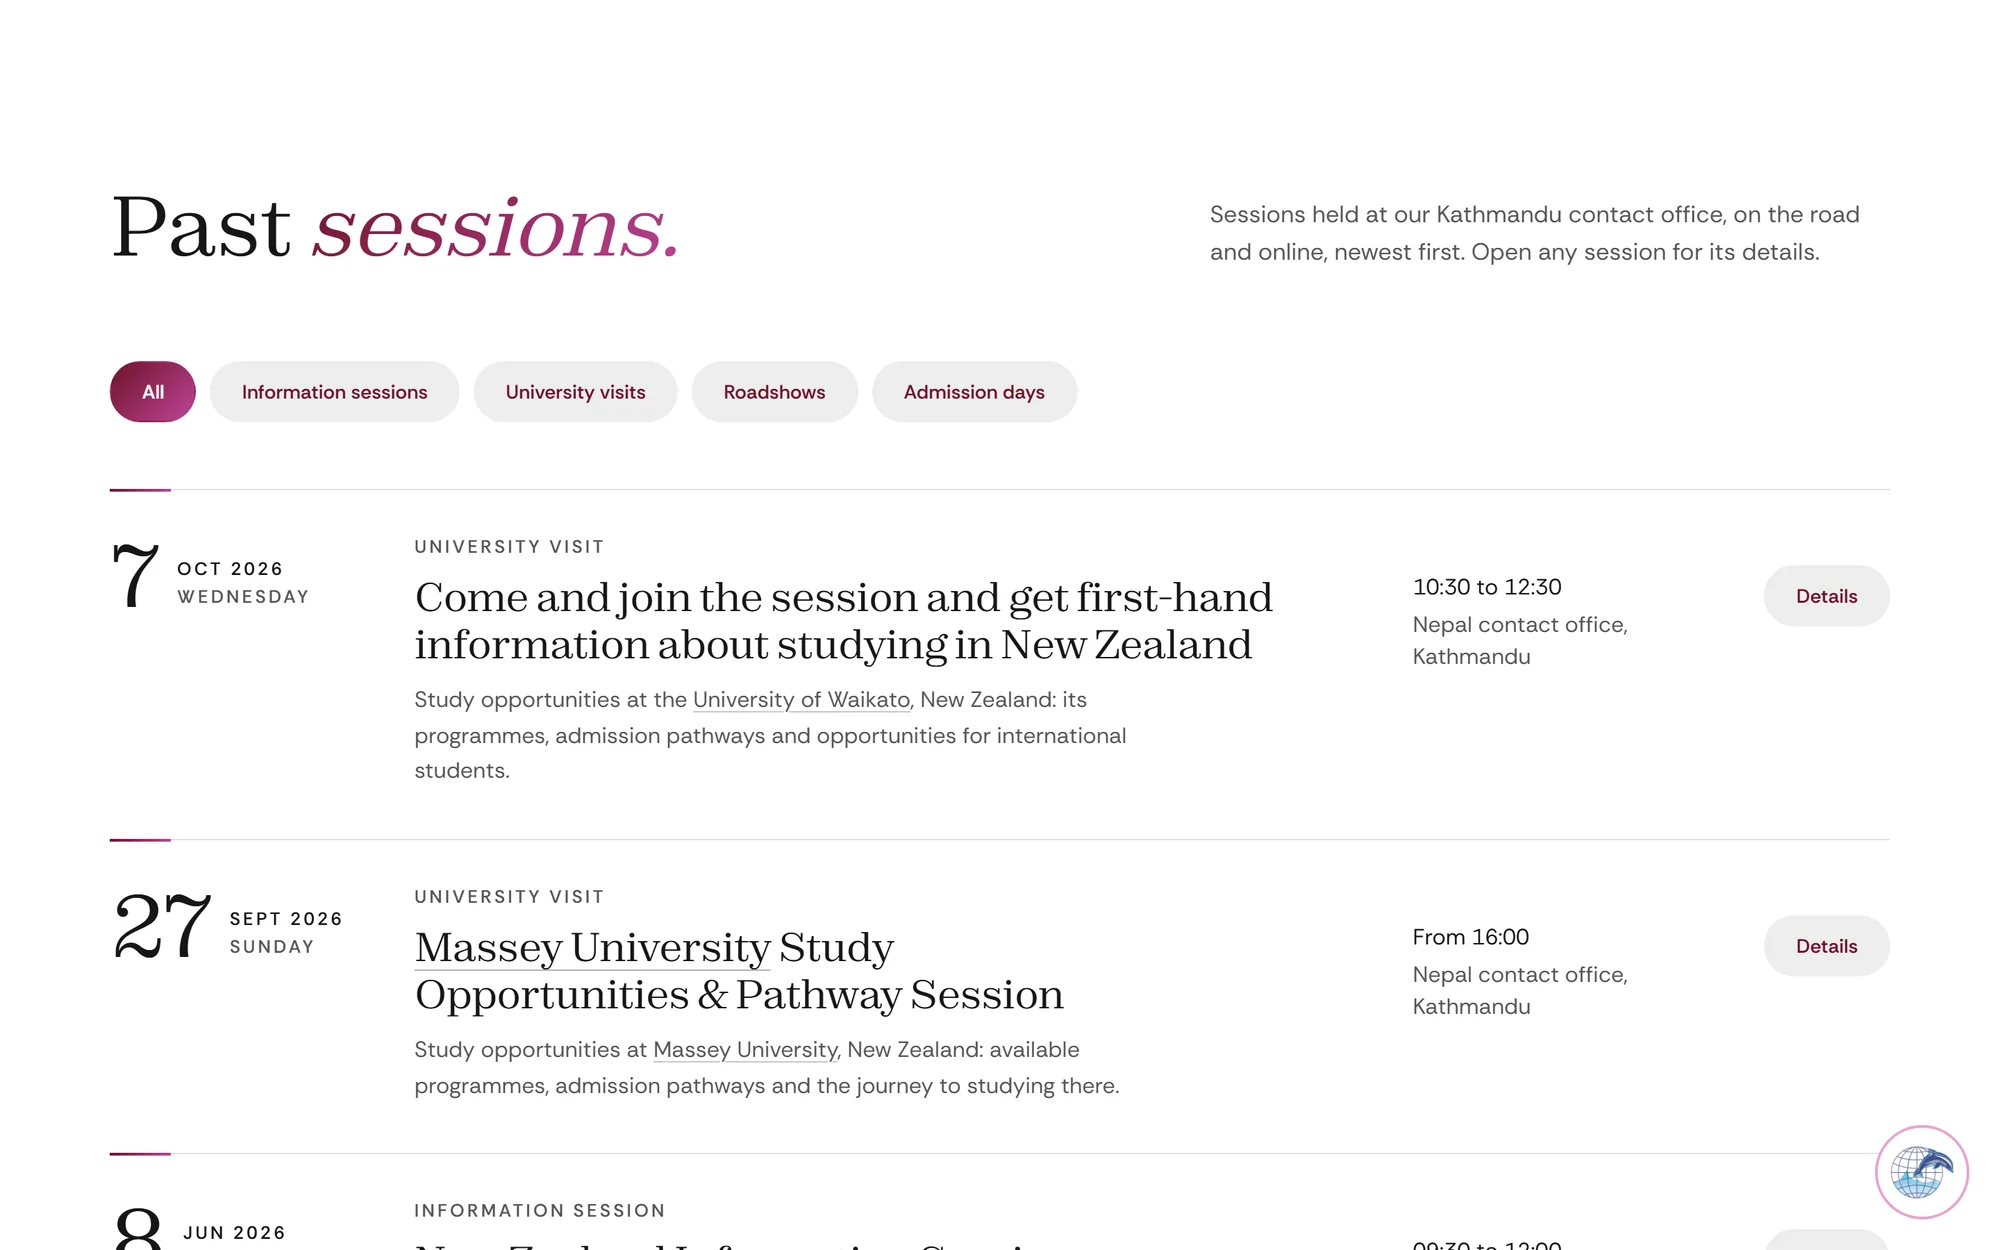 Past sessions.
Sessions held at our Kathmandu contact office, on the road
and online, newest first. Open any session for its details.
All
Information sessions
University visits
Roadshows
Admission days
7
OCT 2026
WEDNESDAY
UNIVERSITY VISIT
Come and join the session and get first-hand
information about studying in New Zealand
Study opportunities at the University of Waikato, New Zealand: its
programmes, admission pathways and opportunities for international
students.
10:30 to 12:30
Nepal contact office,
Kathmandu
Details
27
SEPT 2026
SUNDAY
UNIVERSITY VISIT
Massey University Study
Opportunities & Pathway Session
Study opportunities at Massey University, New Zealand: available
programmes, admission pathways and the journey to studying there.
From 16:00
Nepal contact office,
Kathmandu
Details
8
JUN 2026
INFORMATION SESSION
09:30 to 12:00